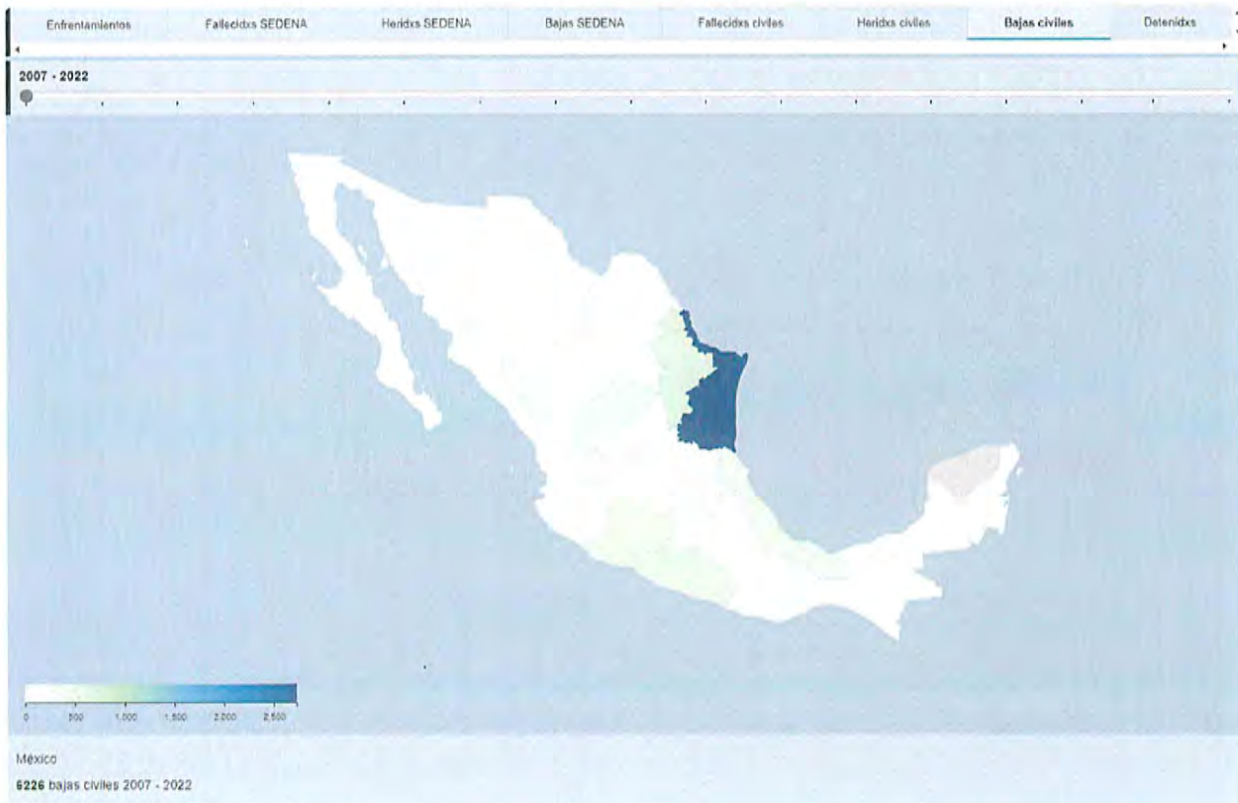 Enfrentamientos Fallecidxs SEDENA Heridxs SEDENA Bajas SEDENA Fallecidxs civiles Heridxs civiles Bajas civiles Detenidxs
2007 - 2022
0 500 1,000 1,500 2,000 2,500
México
6226 bajas civiles 2007 - 2022